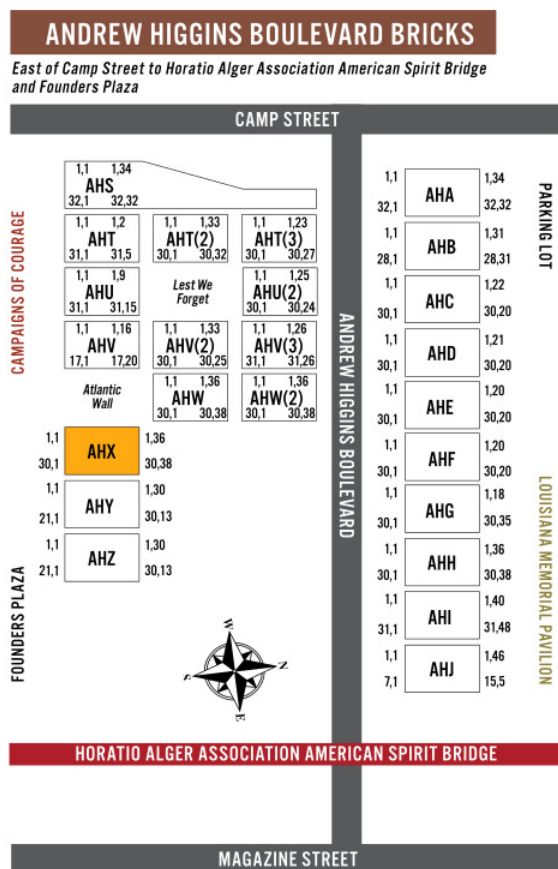 ANDREW HIGGINS BOULEVARD BRICKS
East of Camp Street to Horatio Alger Association American Spirit Bridge
and Founders Plaza
CAMP STREET
CAMPAIGNS OF COURAGE
FOUNDERS PLAZA
1,1 1,34
AHS
32,1 32,32
1,1 1,2
AHT
31,1 31,5
1,1 1,33
AHT(2)
30,1 30,32
1,1 1,23
AHT(3)
30,1 30,27
1,1 1,9
AHU
31,1 31,15
Lest We
Forget
1,1 1,25
AHU(2)
30,1 30,24
1,1 1,16
AHV
17,1 17,20
1,1 1,33
AHV(2)
30,1 30,25
1,1 1,26
AHV(3)
31,1 31,26
Atlantic
Wall
1,1 1,36
AHW
30,1 30,38
1,1 1,36
AHW(2)
30,1 30,38
1,1 1,36
AHX
30,1 30,38
1,1 1,30
AHY
21,1 30,13
1,1 1,30
AHZ
21,1 30,13
W
N
S
E
ANDREW HIGGINS BOULEVARD
1,1 1,34
AHA
32,1 32,32
1,1 1,31
AHB
28,1 28,31
1,1 1,22
AHC
30,1 30,20
1,1 1,21
AHD
30,1 30,20
1,1 1,20
AHE
30,1 30,20
1,1 1,20
AHF
30,1 30,20
1,1 1,18
AHG
30,1 30,35
1,1 1,36
AHH
30,1 30,38
1,1 1,40
AHI
31,1 31,48
1,1 1,46
AHJ
7,1 15,5
PARKING LOT
LOUISIANA MEMORIAL PAVILION
HORATIO ALGER ASSOCIATION AMERICAN SPIRIT BRIDGE
MAGAZINE STREET